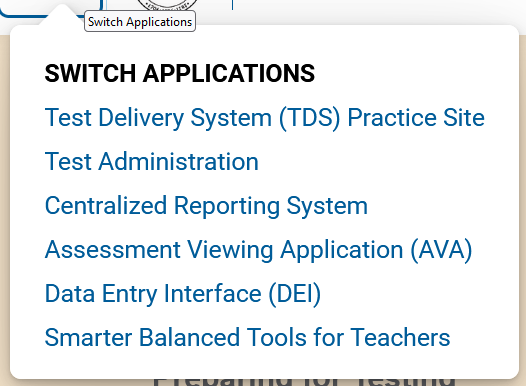 Switch Applications
SWITCH APPLICATIONS
Test Delivery System (TDS) Practice Site
Test Administration
Centralized Reporting System
Assessment Viewing Application (AVA)
Data Entry Interface (DEI)
Smarter Balanced Tools for Teachers
Preparing for Testing